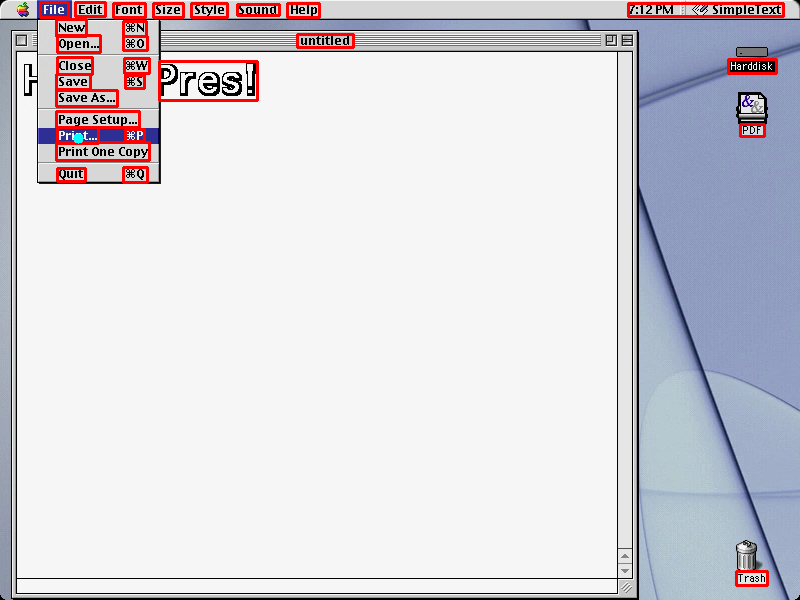 File Edit Font Size Style Sound Help 7:12 PM SimpleText
untitled
New ⌘N
Open... ⌘O
Close ⌘W
Save ⌘S
Save As...
Page Setup...
Print... ⌘P
Print One Copy
Quit ⌘Q
Pres!
Harddisk
PDF
Trash